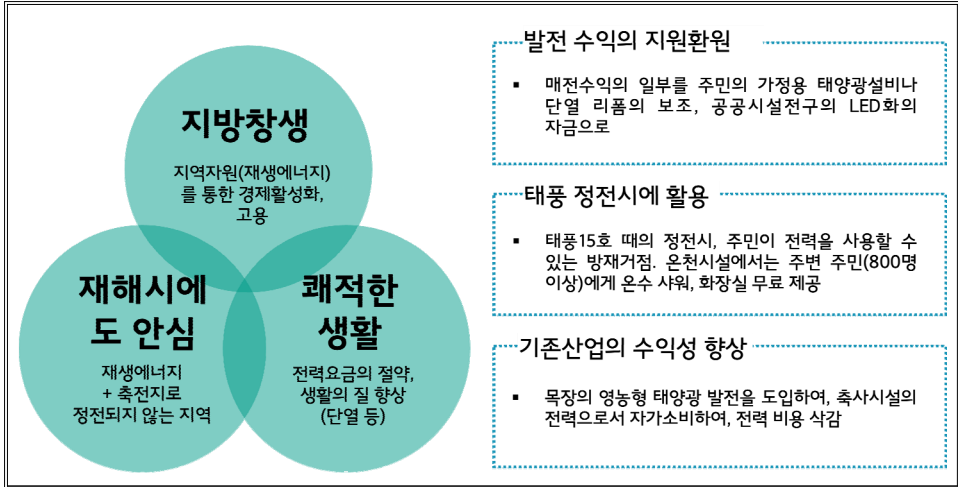 지방창생
지역자원(재생에너지)
를 통한 경제활성화,
고용
재해시에
도 안심
재생에너지
+ 축전지로
정전되지 않는 지역
쾌적한
생활
전력요금의 절약,
생활의 질 향상
(단열 등)
발전 수익의 지원환원
▪ 매전수익의 일부를 주민의 가정용 태양광설비나
단열 리폼의 보조, 공공시설전구의 LED화의
자금으로
태풍 정전시에 활용
▪ 태풍15호 때의 정전시, 주민이 전력을 사용할 수
있는 방재거점. 온천시설에서는 주변 주민(800명
이상)에게 온수 샤워, 화장실 무료 제공
기존산업의 수익성 향상
▪ 목장의 영농형 태양광 발전을 도입하여, 축사시설의
전력으로서 자가소비하여, 전력 비용 삭감